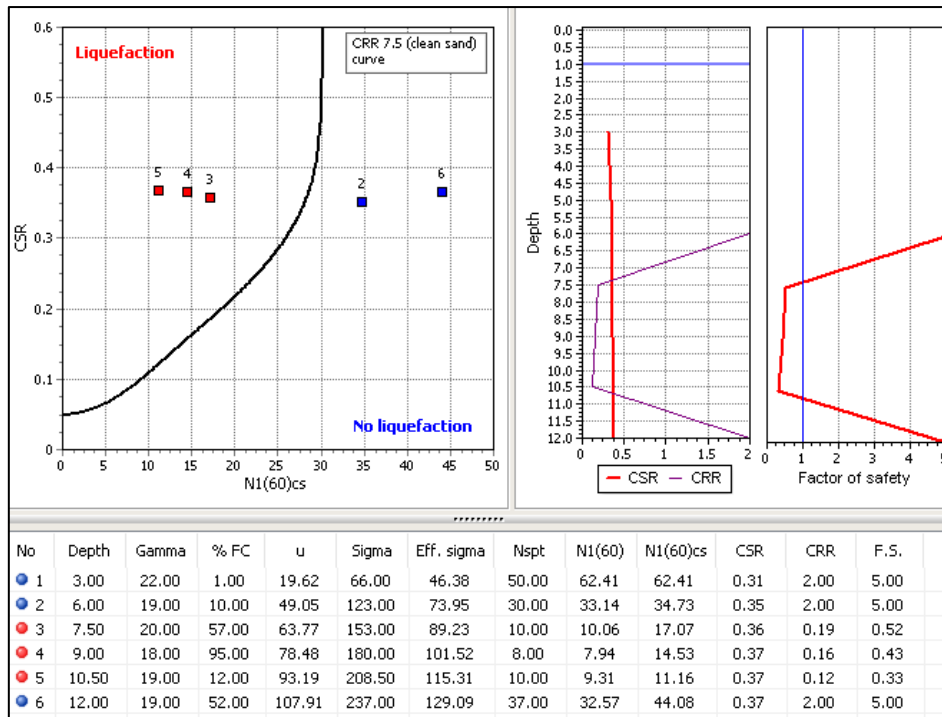 0.6
0.5
0.4
0.3
0.2
0.1
0
CSR
Liquefaction
CRR 7.5 (clean sand)
curve
5
4
3
2
6
No liquefaction
0 5 10 15 20 25 30 35 40 45 50
N1(60)cs
0.0
0.5
1.0
1.5
2.0
2.5
3.0
3.5
4.0
4.5
5.0
5.5
6.0
6.5
7.0
7.5
8.0
8.5
9.0
9.5
10.0
10.5
11.0
11.5
12.0
Depth
0.5 1 1.5 2
CSR CRR
0 1 2 3 4 5
Factor of safety
No Depth Gamma % FC u Sigma Eff. sigma Nspt N1(60) N1(60)cs CSR CRR F.S.
1 3.00 22.00 1.00 19.62 66.00 46.38 50.00 62.41 62.41 0.31 2.00 5.00
2 6.00 19.00 10.00 49.05 123.00 73.95 30.00 33.14 34.73 0.35 2.00 5.00
3 7.50 20.00 57.00 63.77 153.00 89.23 10.00 10.06 17.07 0.36 0.19 0.52
4 9.00 18.00 95.00 78.48 180.00 101.52 8.00 7.94 14.53 0.37 0.16 0.43
5 10.50 19.00 12.00 93.19 208.50 115.31 10.00 9.31 11.16 0.37 0.12 0.33
6 12.00 19.00 52.00 107.91 237.00 129.09 37.00 32.57 44.08 0.37 2.00 5.00